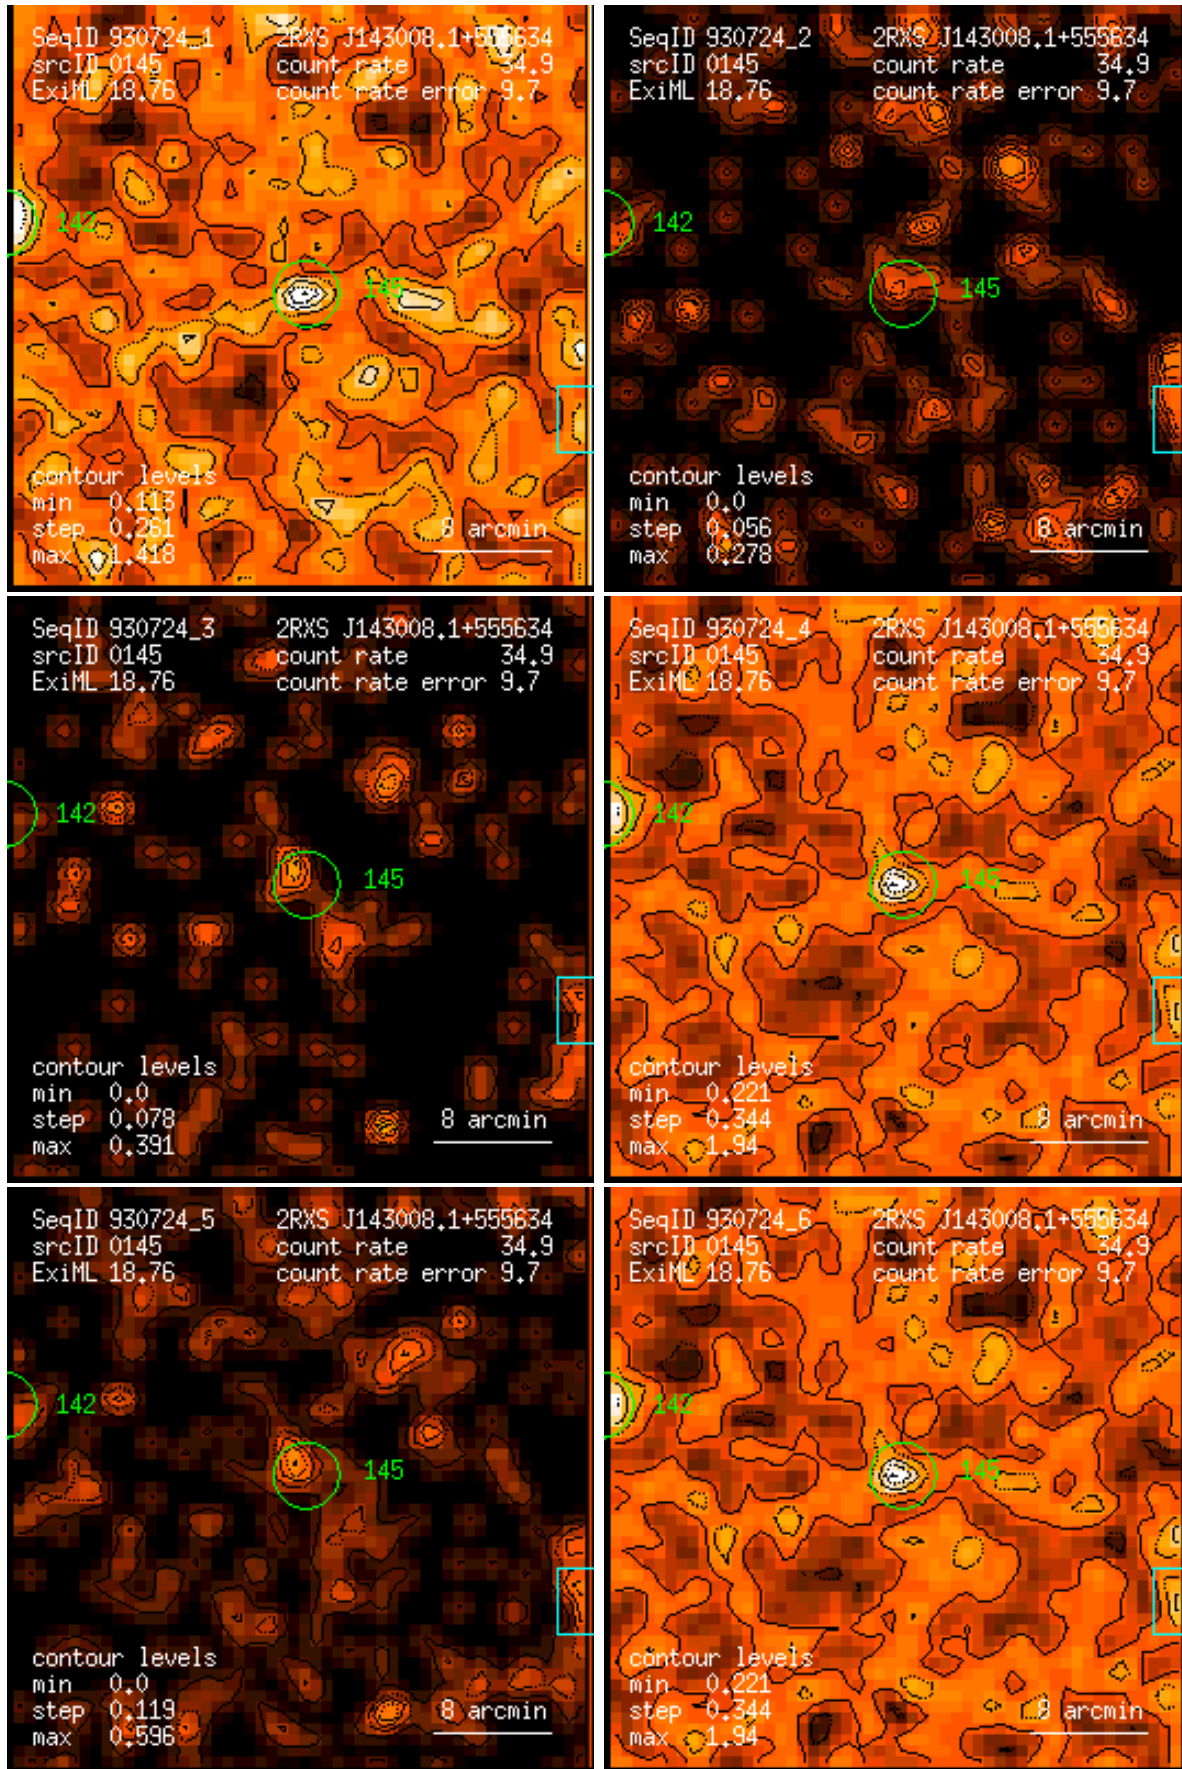 SeqID 930724_1 2RXS J143008.1+555634
srcID 0145 count rate 34.9
ExiML 18.76 count rate error 9.7
142
145
contour levels
min 0.113
step 0.261
max 1.418
8 arcmin
SeqID 930724_2 2RXS J143008.1+555634
srcID 0145 count rate 34.9
ExiML 18.76 count rate error 9.7
142
145
contour levels
min 0.0
step 0.056
max 0.278
8 arcmin
SeqID 930724_3 2RXS J143008.1+555634
srcID 0145 count rate 34.9
ExiML 18.76 count rate error 9.7
142
145
contour levels
min 0.0
step 0.078
max 0.391
8 arcmin
SeqID 930724_4 2RXS J143008.1+555634
srcID 0145 count rate 34.9
ExiML 18.76 count rate error 9.7
142
145
contour levels
min 0.221
step 0.344
max 1.94
8 arcmin
SeqID 930724_5 2RXS J143008.1+555634
srcID 0145 count rate 34.9
ExiML 18.76 count rate error 9.7
142
145
contour levels
min 0.0
step 0.119
max 0.596
8 arcmin
SeqID 930724_6 2RXS J143008.1+555634
srcID 0145 count rate 34.9
ExiML 18.76 count rate error 9.7
142
145
contour levels
min 0.221
step 0.344
max 1.94
8 arcmin